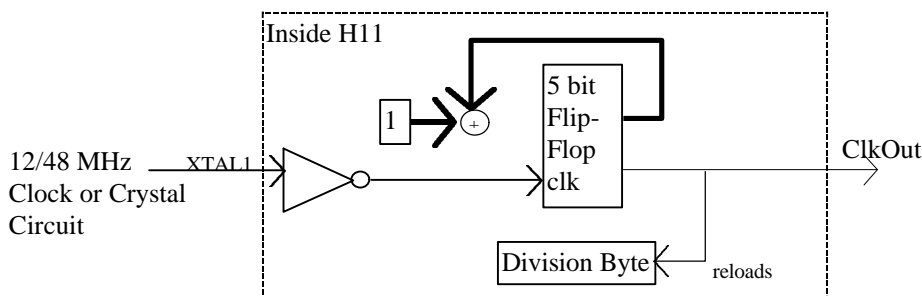 Inside H11
5 bit
Flip-
Flop
clk
1
+
12/48 MHz
Clock or Crystal
Circuit
XTAL1
ClkOut
Division Byte
reloads